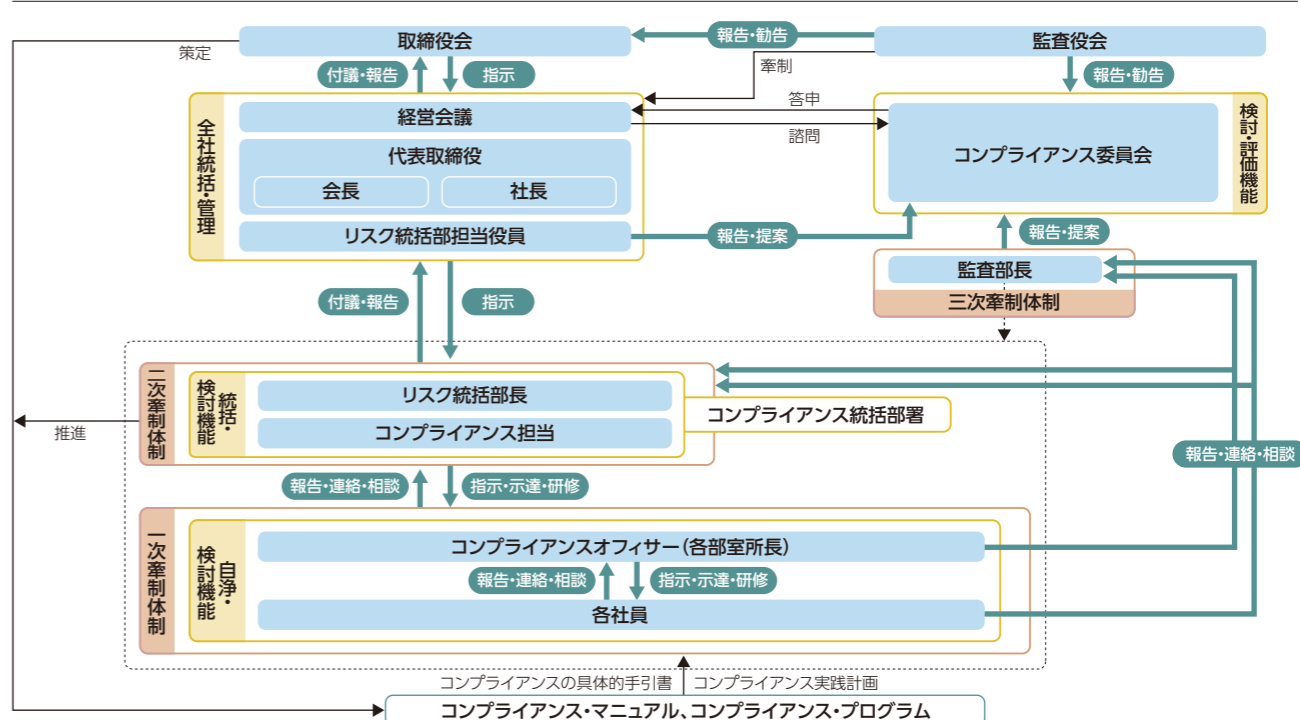 策定
取締役会
報告・勧告
監査役会
牽制
付議・報告
指示
報告・勧告
全社統括・管理
経営会議
答申
諮問
代表取締役
会長
社長
リスク統括部担当役員
コンプライアンス委員会
検討・評価機能
報告・提案
報告・提案
監査部長
三次牽制体制
付議・報告
指示
二次牽制体制
統括・
検討機能
リスク統括部長
コンプライアンス担当
コンプライアンス統括部署
推進
報告・連絡・相談
報告・連絡・相談
指示・示達・研修
一次牽制体制
自浄・
検討機能
コンプライアンスオフィサー(各部室所長)
報告・連絡・相談
指示・示達・研修
各社員
コンプライアンスの具体的手引書
コンプライアンス実践計画
コンプライアンス・マニュアル、コンプライアンス・プログラム